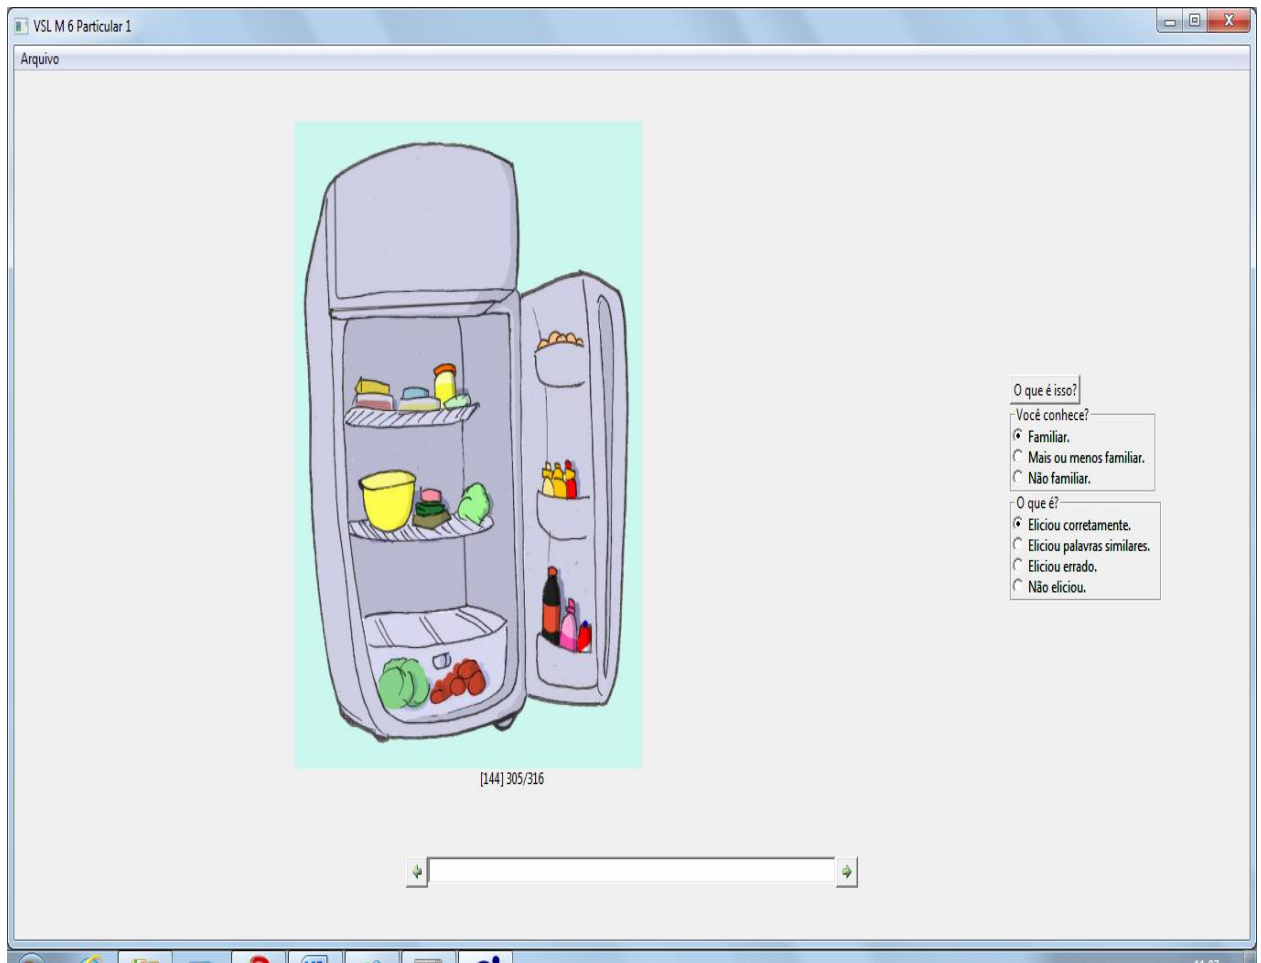 VSL M 6 Particular 1
Arquivo
O que é isso?
Você conhece?
Familiar.
Mais ou menos familiar.
Não familiar.
O que é?
Eliciou corretamente.
Eliciou palavras similares.
Eliciou errado.
Não eliciou.
[144] 305/316